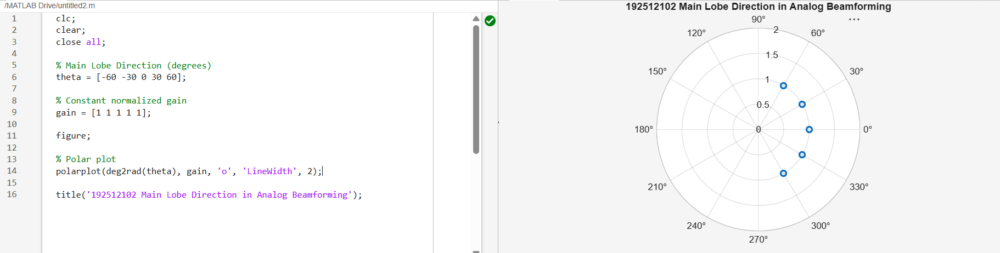 /MATLAB Drive/untitled2.m
1 clc;
2 clear;
3 close all;
4
5 % Main Lobe Direction (degrees)
6 theta = [-60 -30 0 30 60];
7
8 % Constant normalized gain
9 gain = [1 1 1 1 1];
10
11 figure;
12
13 % Polar plot
14 polarplot(deg2rad(theta), gain, 'o', 'LineWidth', 2);
15
16 title('192512102 Main Lobe Direction in Analog Beamforming');
192512102 Main Lobe Direction in Analog Beamforming
90°
120° 2 60°
1.5
150° 30°
1
0.5
180° 0 0°
210° 330°
240° 300°
270°